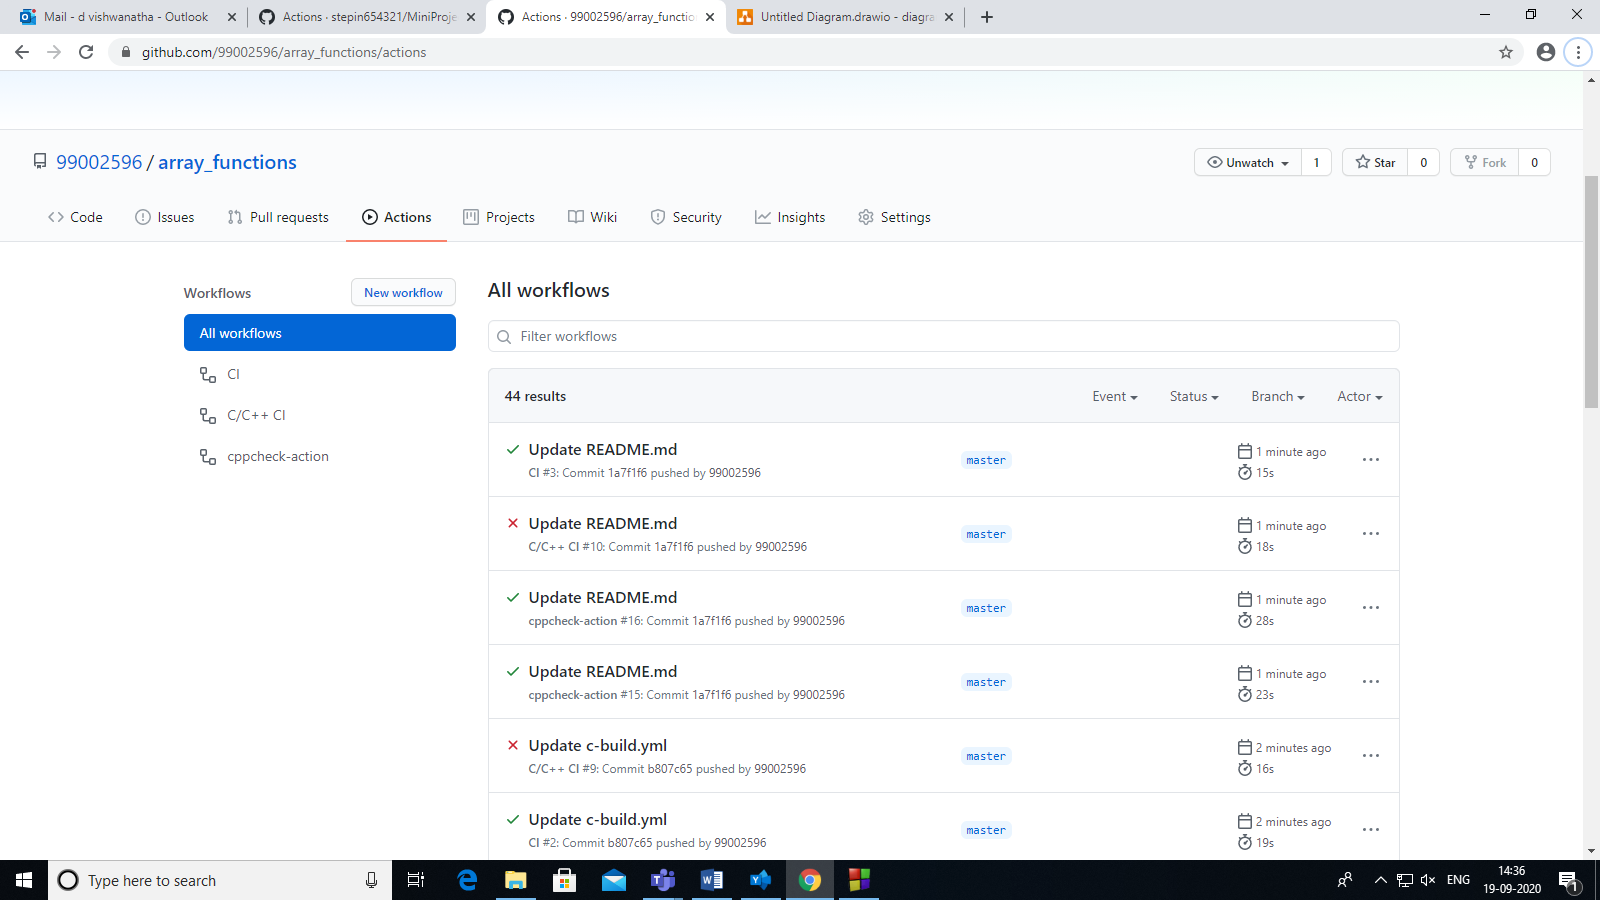 Mail - d vishwanatha - Outlook
Actions · stepin654321/MiniProje
Actions · 99002596/array_functio
Untitled Diagram.drawio - diagra
github.com/99002596/array_functions/actions
99002596 / array_functions
Unwatch 1
Star 0
Fork 0
Code
Issues
Pull requests
Actions
Projects
Wiki
Security
Insights
Settings
Workflows
New workflow
All workflows
CI
C/C++ CI
cppcheck-action
All workflows
Filter workflows
44 results
Event
Status
Branch
Actor
Update README.md
CI #3: Commit 1a7f1f6 pushed by 99002596
master
1 minute ago
15s
Update README.md
C/C++ CI #10: Commit 1a7f1f6 pushed by 99002596
master
1 minute ago
18s
Update README.md
cppcheck-action #16: Commit 1a7f1f6 pushed by 99002596
master
1 minute ago
28s
Update README.md
cppcheck-action #15: Commit 1a7f1f6 pushed by 99002596
master
1 minute ago
23s
Update c-build.yml
C/C++ CI #9: Commit b807c65 pushed by 99002596
master
2 minutes ago
16s
Update c-build.yml
CI #2: Commit b807c65 pushed by 99002596
master
2 minutes ago
19s
Type here to search
ENG
14:36
19-09-2020
1